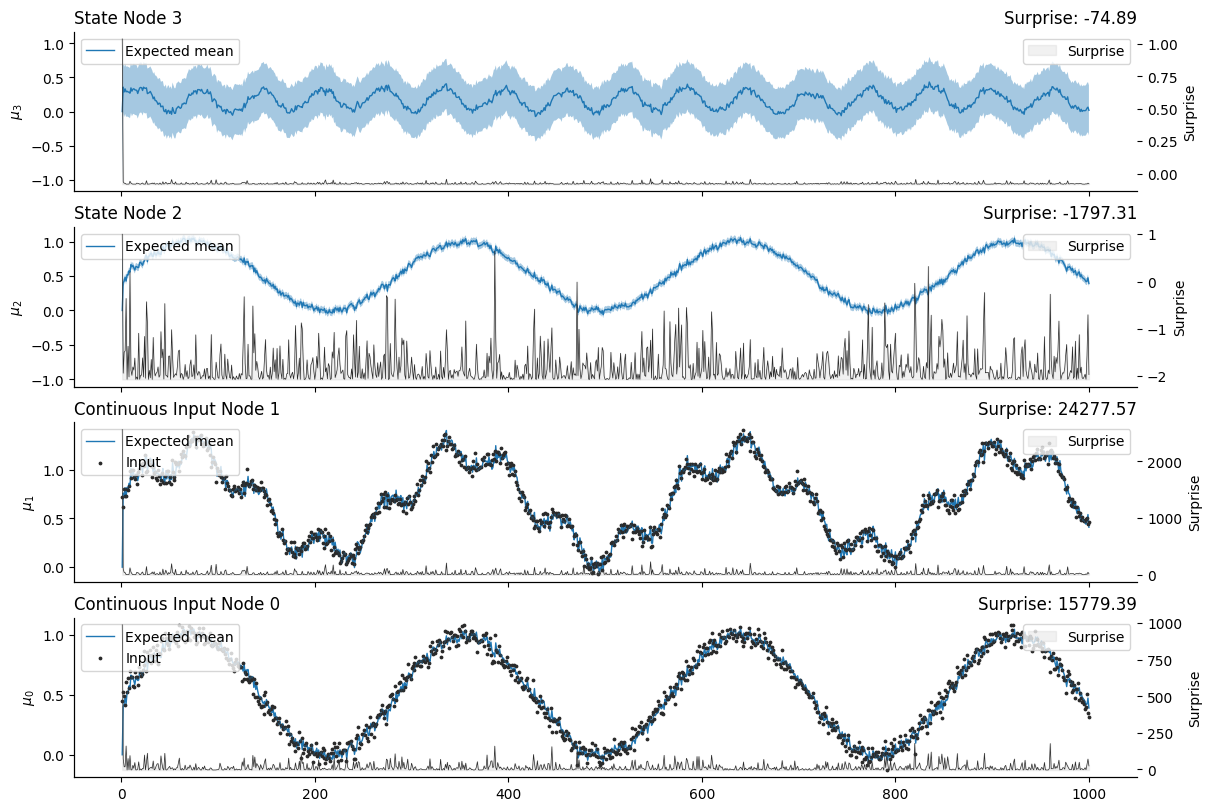 State Node 3 Surprise: -74.89
1.0 Expected mean Surprise 1.00
0.5 0.75
0.0 0.50
−0.5 0.25
−1.0 0.00
μ3 Surprise
State Node 2 Surprise: -1797.31
1.0 Expected mean Surprise 1
0.5 0
0.0
−0.5 −1
−1.0 −2
μ2 Surprise
Continuous Input Node 1 Surprise: 24277.57
Expected mean Surprise
Input
1.0 2000
0.5 1000
0.0 0
μ1 Surprise
Continuous Input Node 0 Surprise: 15779.39
1.0 Expected mean Surprise 1000
Input
0.5 750
0.0 500
250
0
μ0 Surprise
0 200 400 600 800 1000